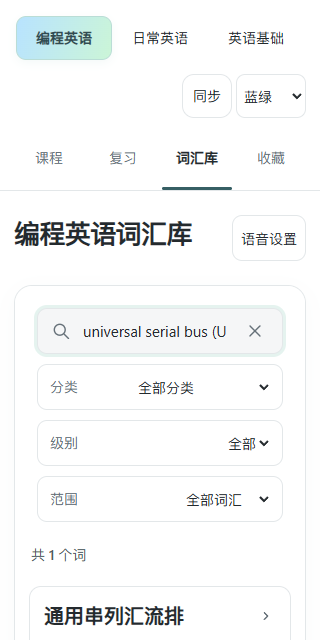 编程英语 日常英语 英语基础
同步 蓝绿
课程 复习 词汇库 收藏
编程英语词汇库 语音设置
universal serial bus (U
分类 全部分类
级别 全部
范围 全部词汇
共 1 个词
通用串列汇流排